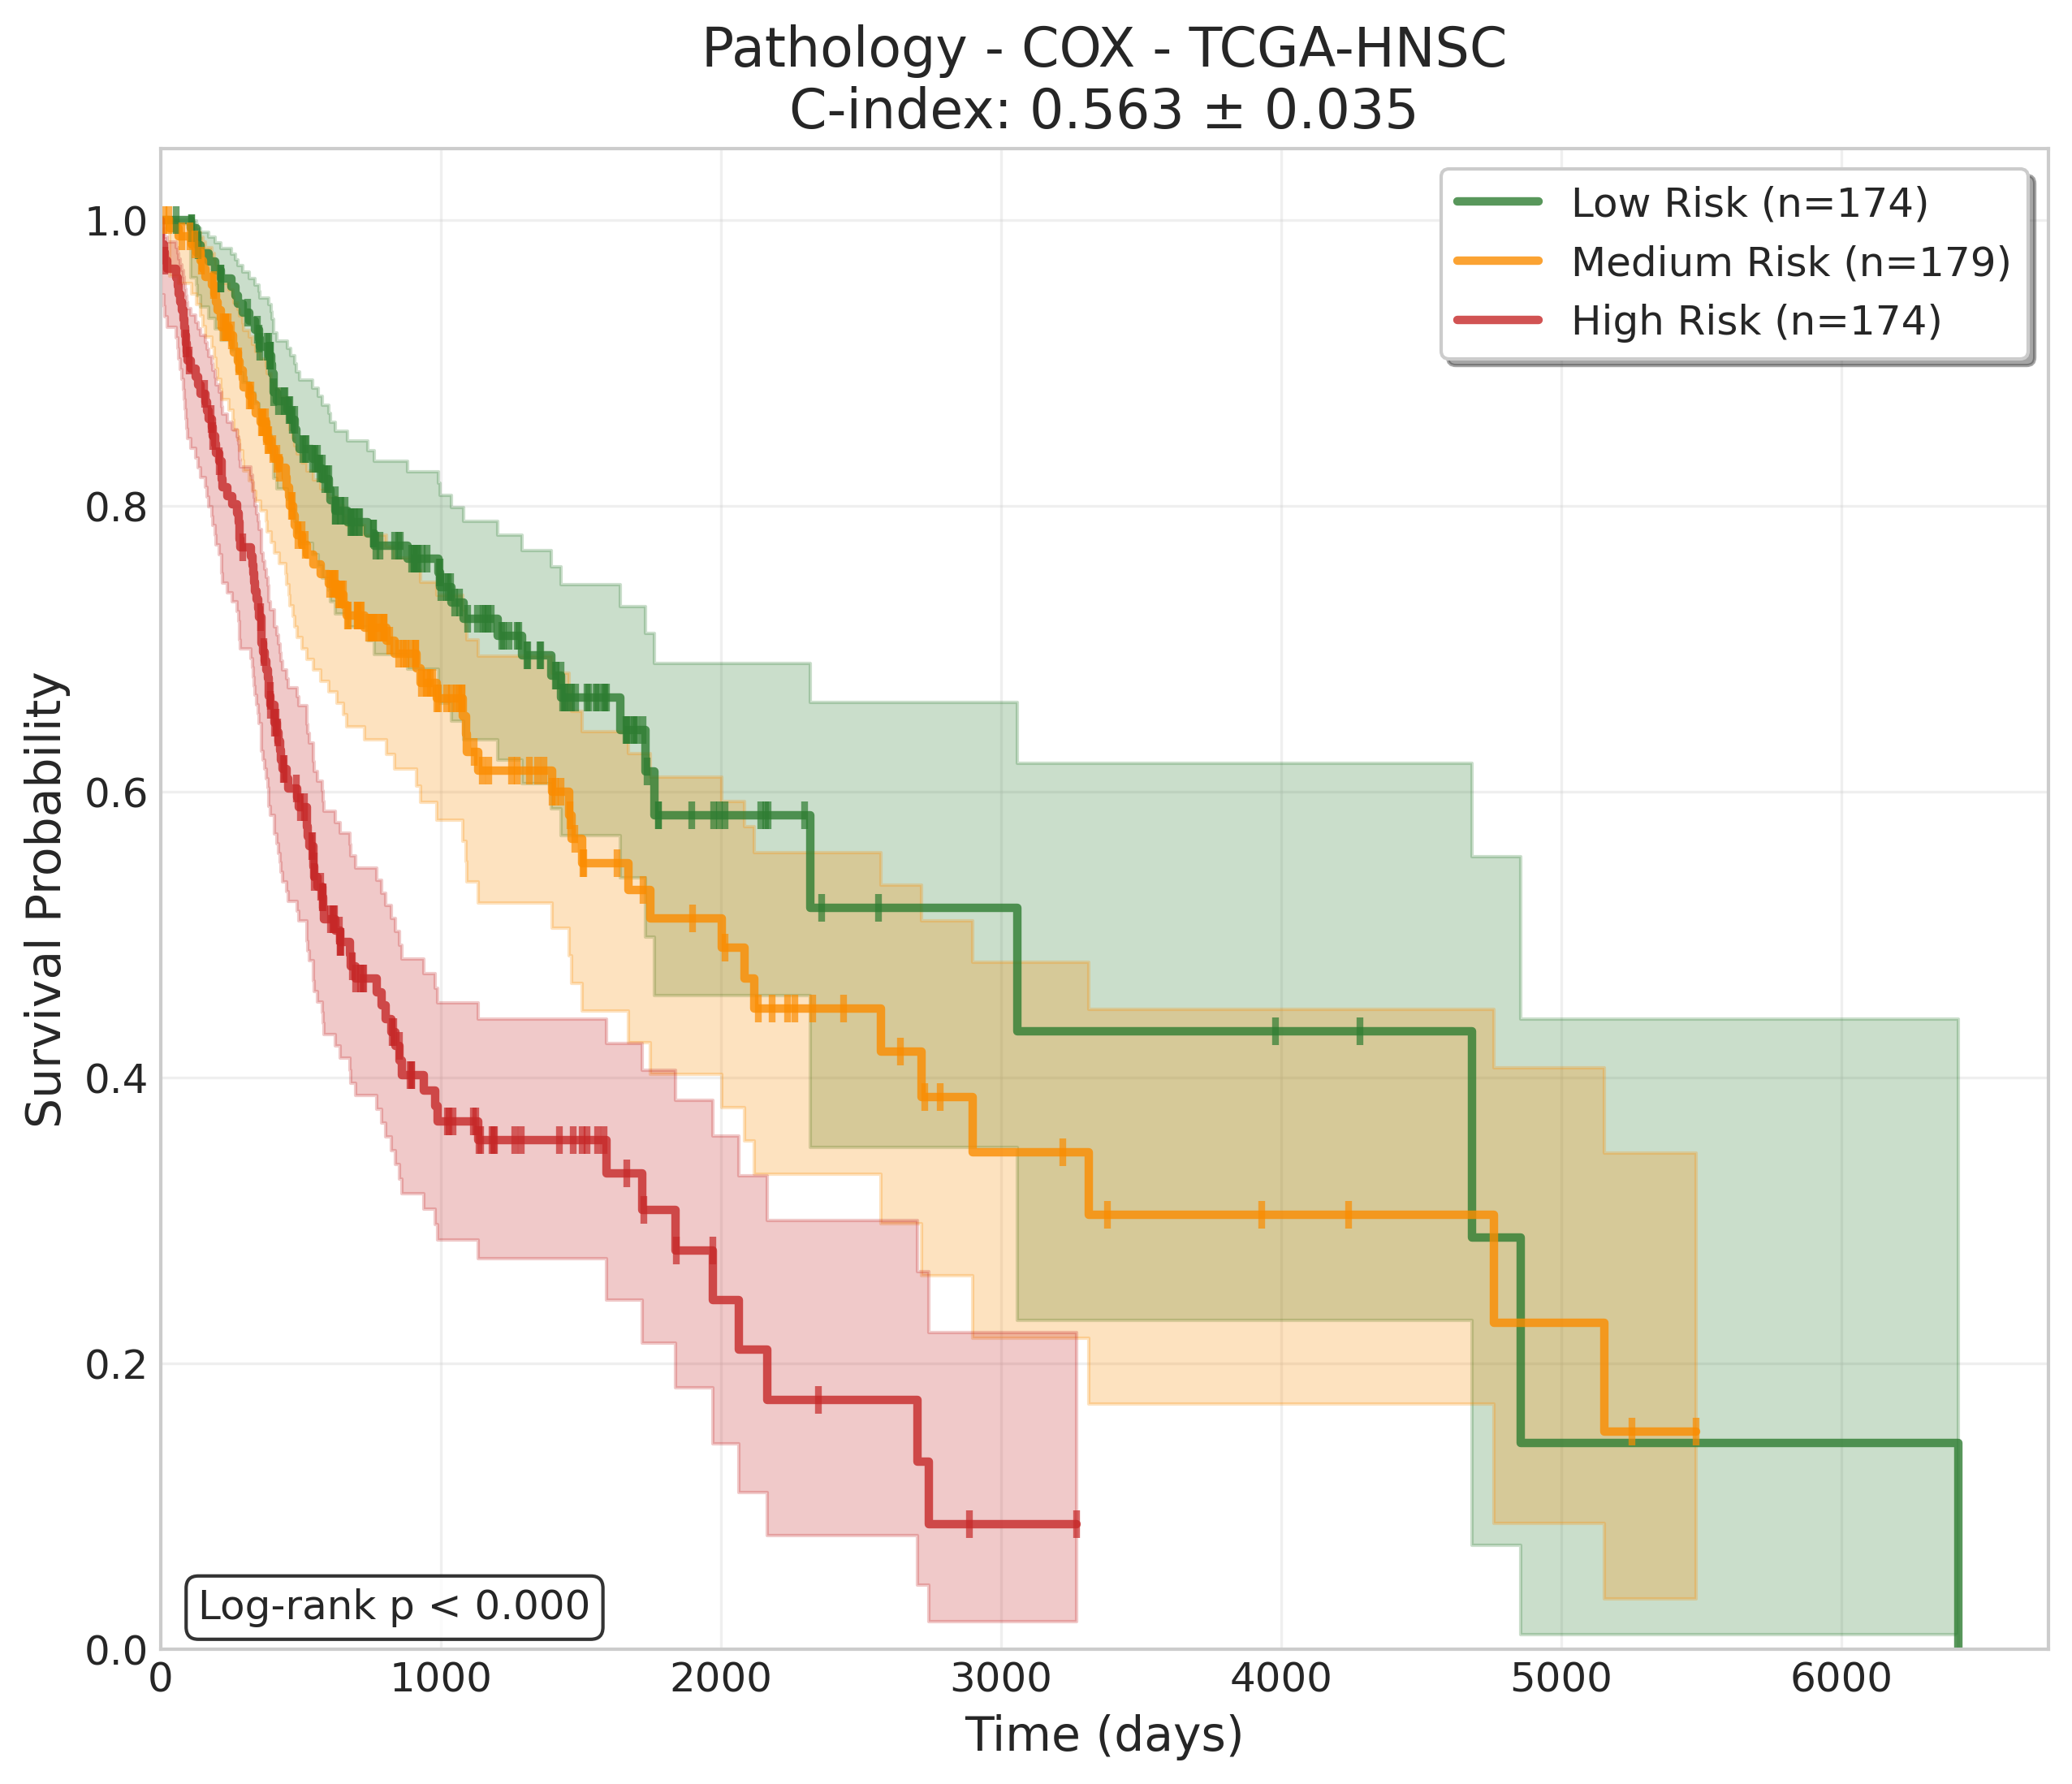 Pathology - COX - TCGA-HNSC
C-index: 0.563 ± 0.035
Low Risk (n=174)
Medium Risk (n=179)
High Risk (n=174)
Survival Probability
1.0
0.8
0.6
0.4
0.2
0.0
Log-rank p < 0.000
0 1000 2000 3000 4000 5000 6000
Time (days)